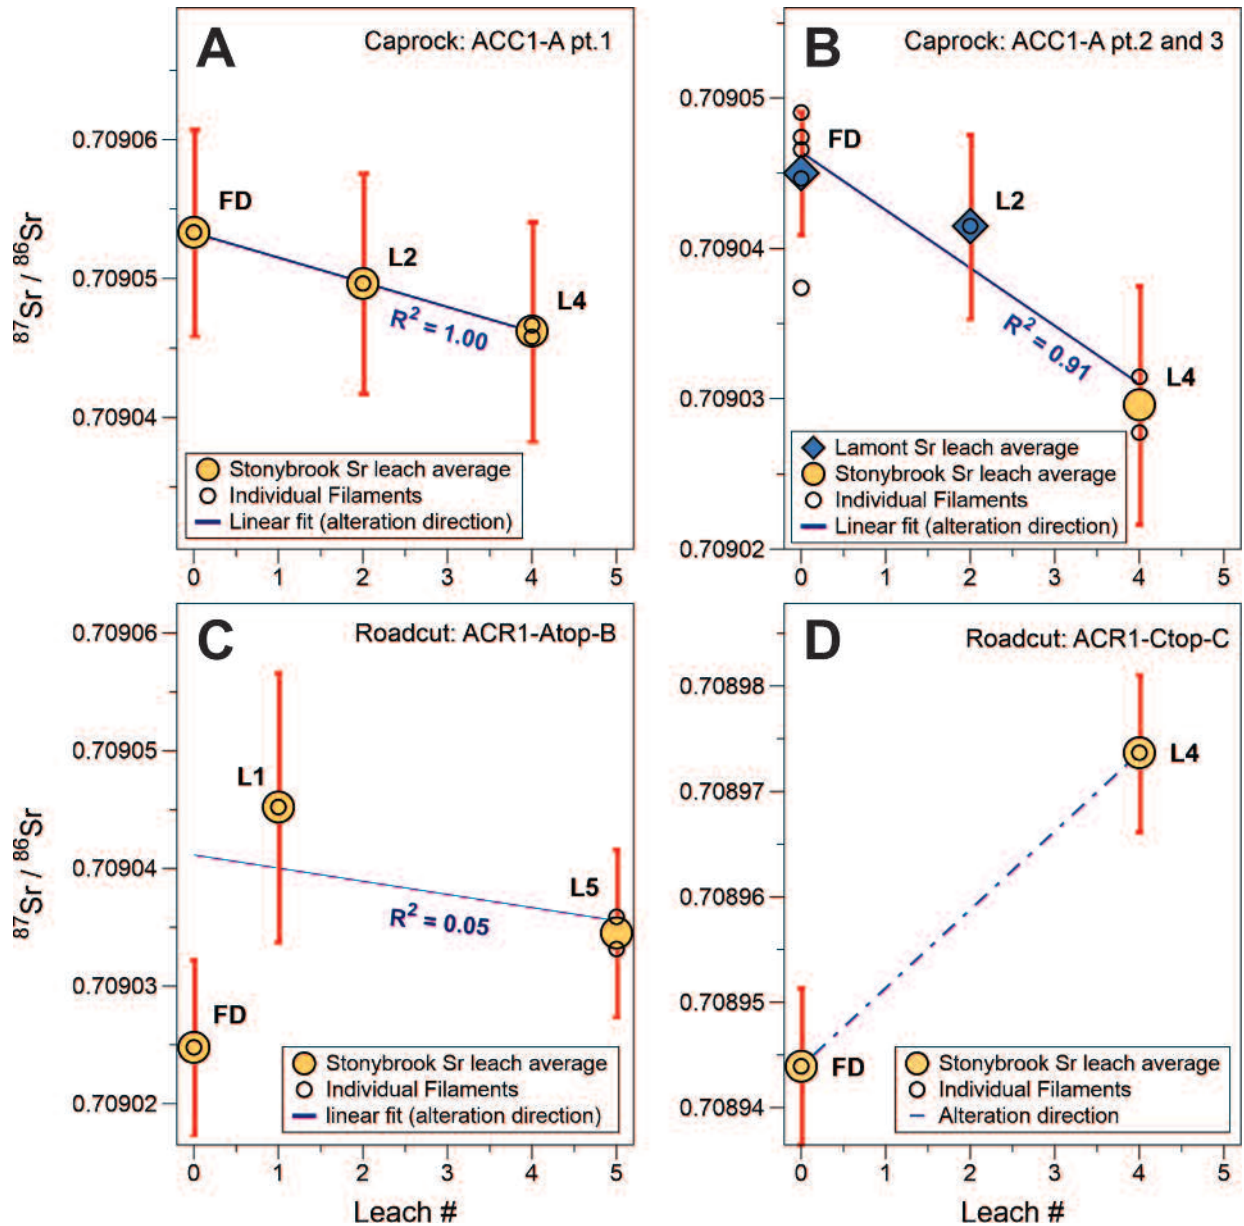 A
Caprock: ACC1-A pt.1
0.70906
0.70905
0.70904
87Sr / 86Sr
FD
L2
L4
R2 = 1.00
Stonybrook Sr leach average
Individual Filaments
Linear fit (alteration direction)
0 1 2 3 4 5
B
Caprock: ACC1-A pt.2 and 3
0.70905
0.70904
0.70903
0.70902
FD
L2
L4
R2 = 0.91
Lamont Sr leach average
Stonybrook Sr leach average
Individual Filaments
Linear fit (alteration direction)
0 1 2 3 4 5
C
Roadcut: ACR1-Atop-B
0.70906
0.70905
0.70904
0.70903
0.70902
87Sr / 86Sr
L1
L5
FD
R2 = 0.05
Stonybrook Sr leach average
Individual Filaments
linear fit (alteration direction)
0 1 2 3 4 5
Leach #
D
Roadcut: ACR1-Ctop-C
0.70898
0.70897
0.70896
0.70895
0.70894
L4
FD
Stonybrook Sr leach average
Individual Filaments
Alteration direction
0 1 2 3 4 5
Leach #